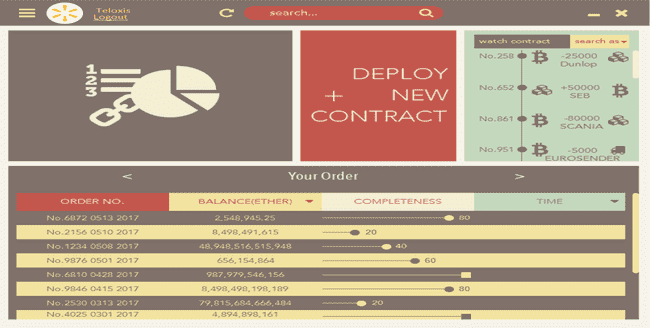 Teloxis
Logout
search...
1
2
3
DEPLOY
+ NEW
CONTRACT
watch contract
search as
No.258 -25000
Dunlop
No.652 +50000
SEB
No.861 -80000
SCANIA
No.951 -5000
EUROSENDER
< Your Order >
ORDER NO. BALANCE(ETHER) COMPLETENESS TIME
No.6872 0513 2017 2,548,945,25 80
No.2156 0510 2017 8,498,491,615 20
No.1234 0508 2017 48,948,516,515,948 40
No.9876 0501 2017 656,154,864 60
No.6810 0428 2017 987,979,546,156
No.9846 0415 2017 8,498,498,198,189 80
No.2530 0313 2017 79,815,684,666,484 20
No.4025 0301 2017 4,894,898,161